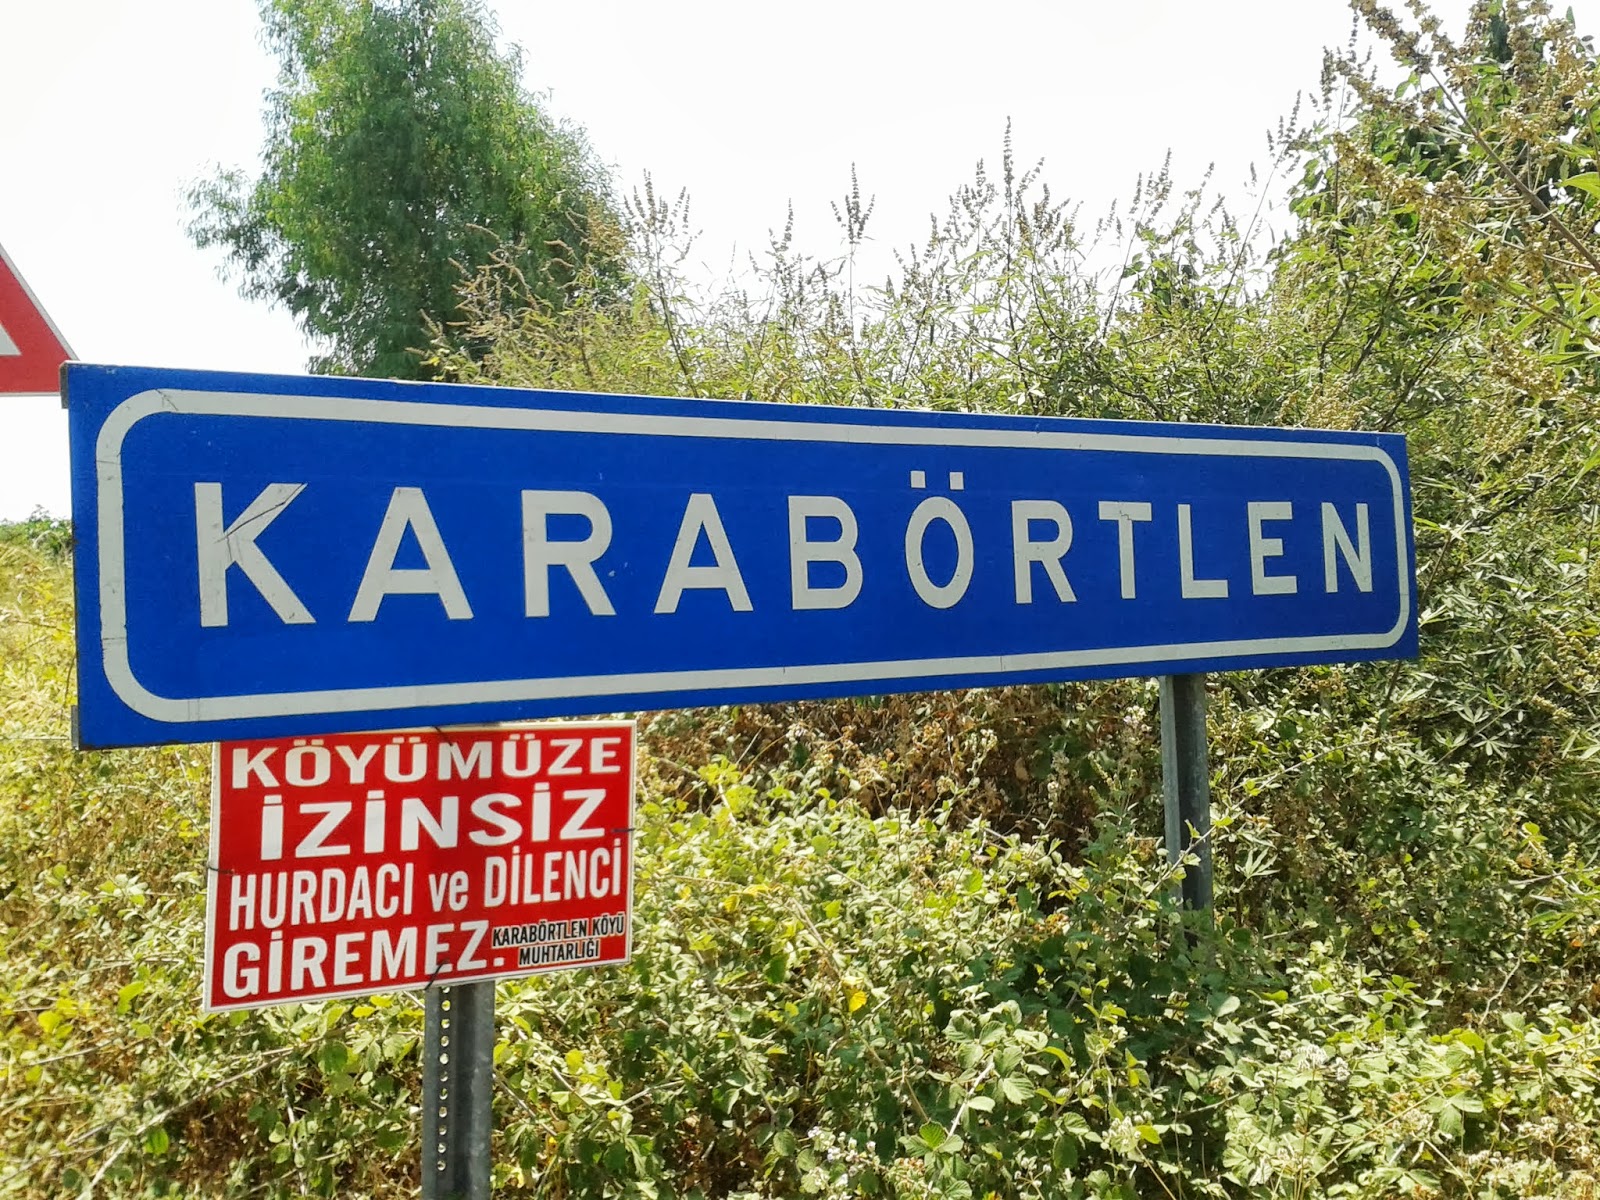 KARABÖRTLEN
KÖYÜMÜZE
İZİNSİZ
HURDACI ve DİLENCİ
GİREMEZ.
KARABÖRTLEN KÖYÜ
MUHTARLIĞI